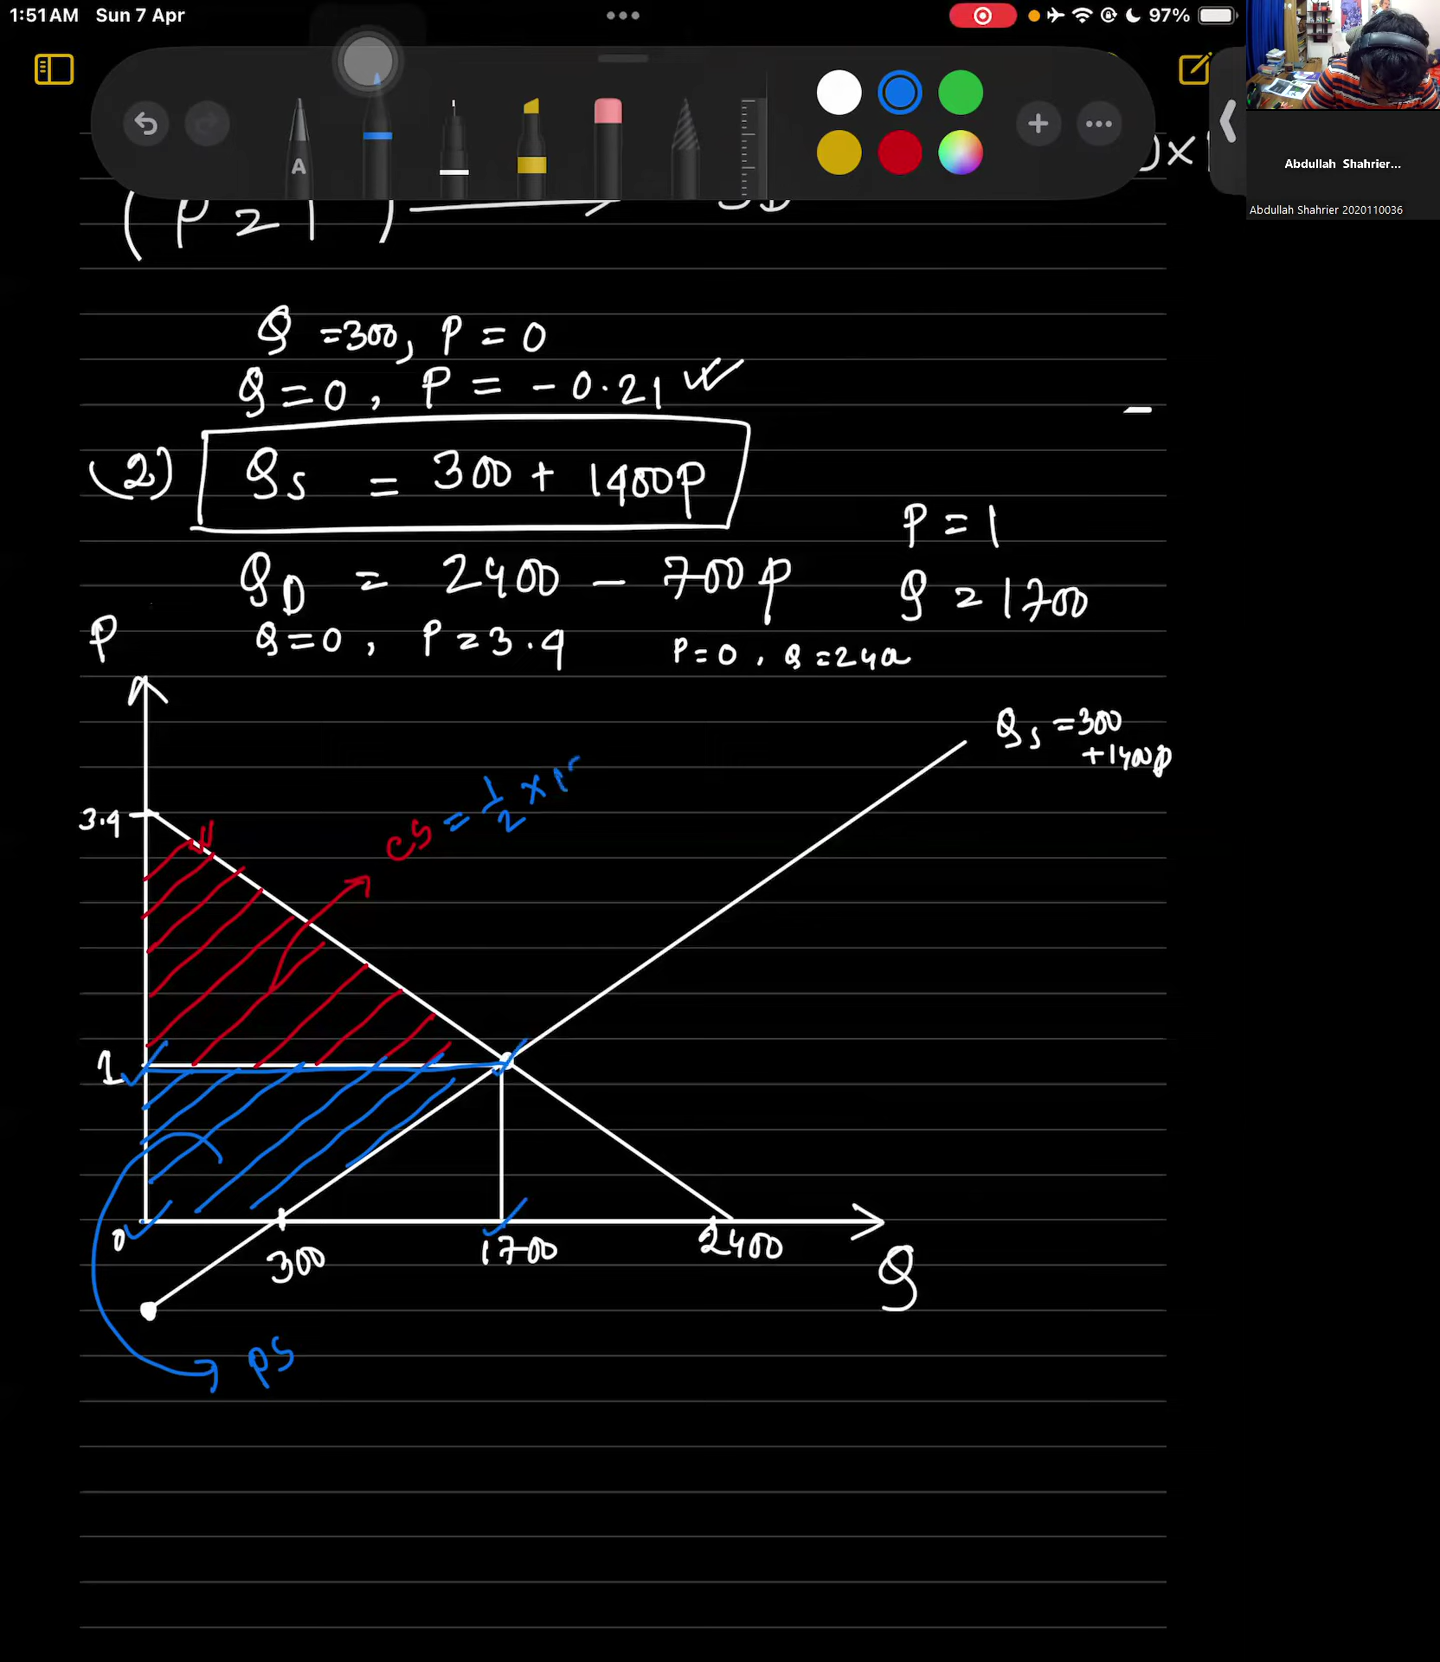 1:51 AM Sun 7 Apr
97%
A
Abdullah Shahrier...
Abdullah Shahrier 2020110036
Q = 300, P = 0
Q = 0, P = - 0.21
(2) Qs = 300 + 1400P
P = 1
QD = 2400 - 700P
Q = 1700
P
Q = 0, P = 3.4
P = 0, Q = 240
Qs = 300
+1400P
3.4
CS = 1/2 ×
1
0
300
1700
2400
Q
PS